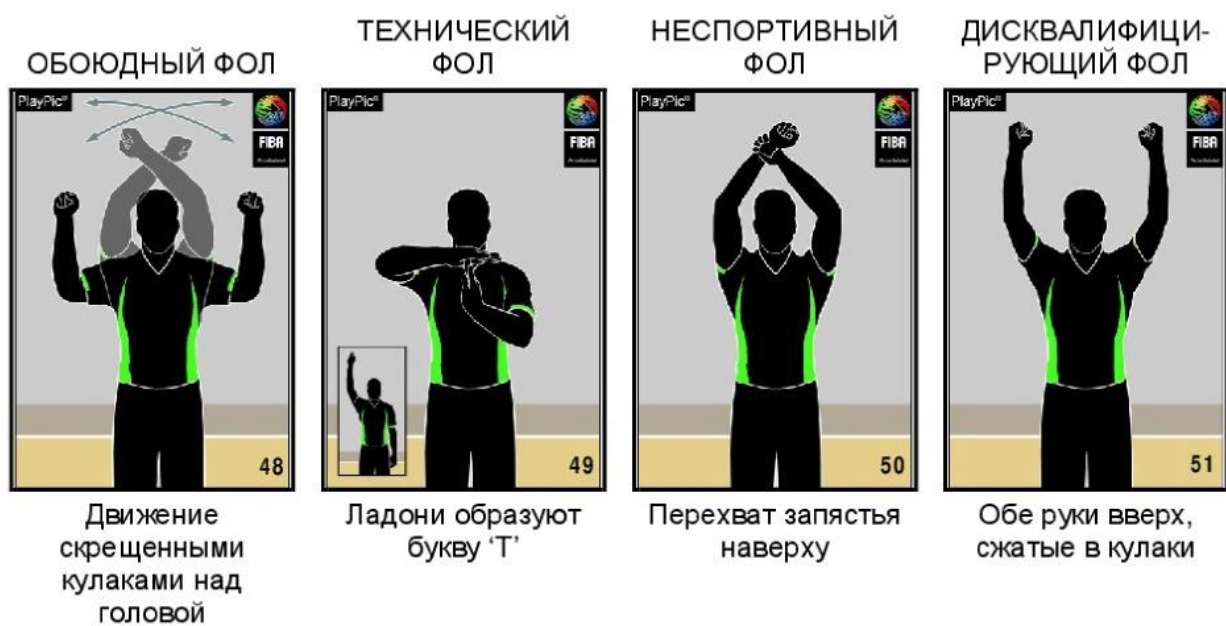 ОБОЮДНЫЙ ФОЛ
PlayPic
FIBA
48
Движение
скрещенными
кулаками над
головой
ТЕХНИЧЕСКИЙ
ФОЛ
PlayPic
FIBA
49
Ладони образуют
букву ‘Т’
НЕСПОРТИВНЫЙ
ФОЛ
PlayPic
FIBA
50
Перехват запястья
наверху
ДИСКВАЛИФИЦИ-
РУЮЩИЙ ФОЛ
PlayPic
FIBA
51
Обе руки вверх,
сжатые в кулаки